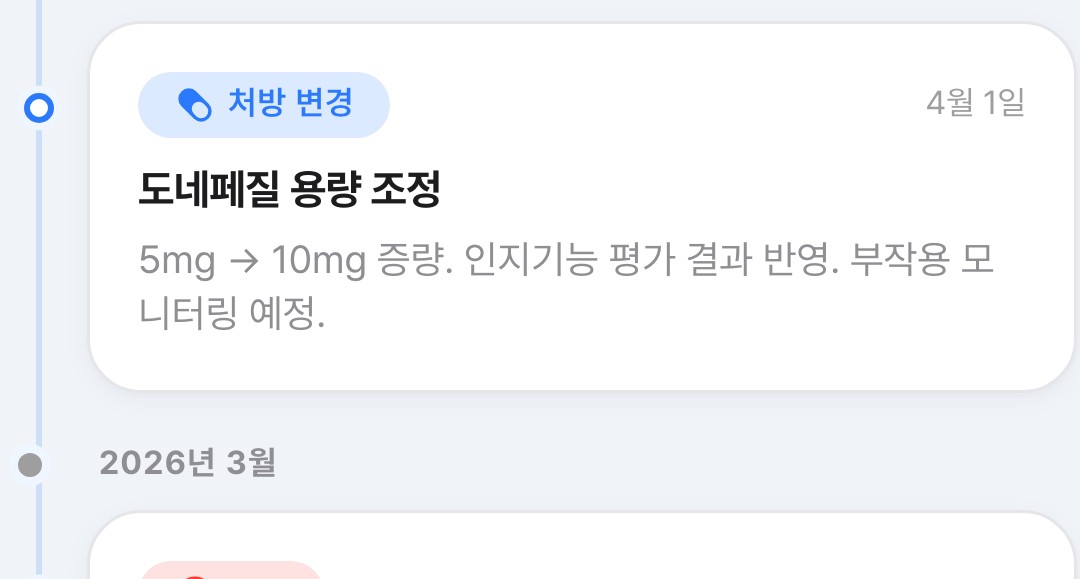 처방 변경
4월 1일
도네페질 용량 조정
5mg → 10mg 증량. 인지기능 평가 결과 반영. 부작용 모
니터링 예정.
2026년 3월